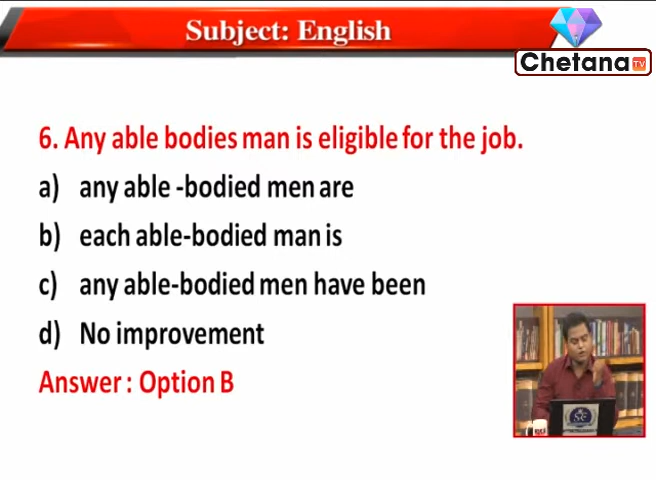 Subject: English
Chetana TV
6. Any able bodies man is eligible for the job.
a) any able -bodied men are
b) each able-bodied man is
c) any able-bodied men have been
d) No improvement
Answer : Option B